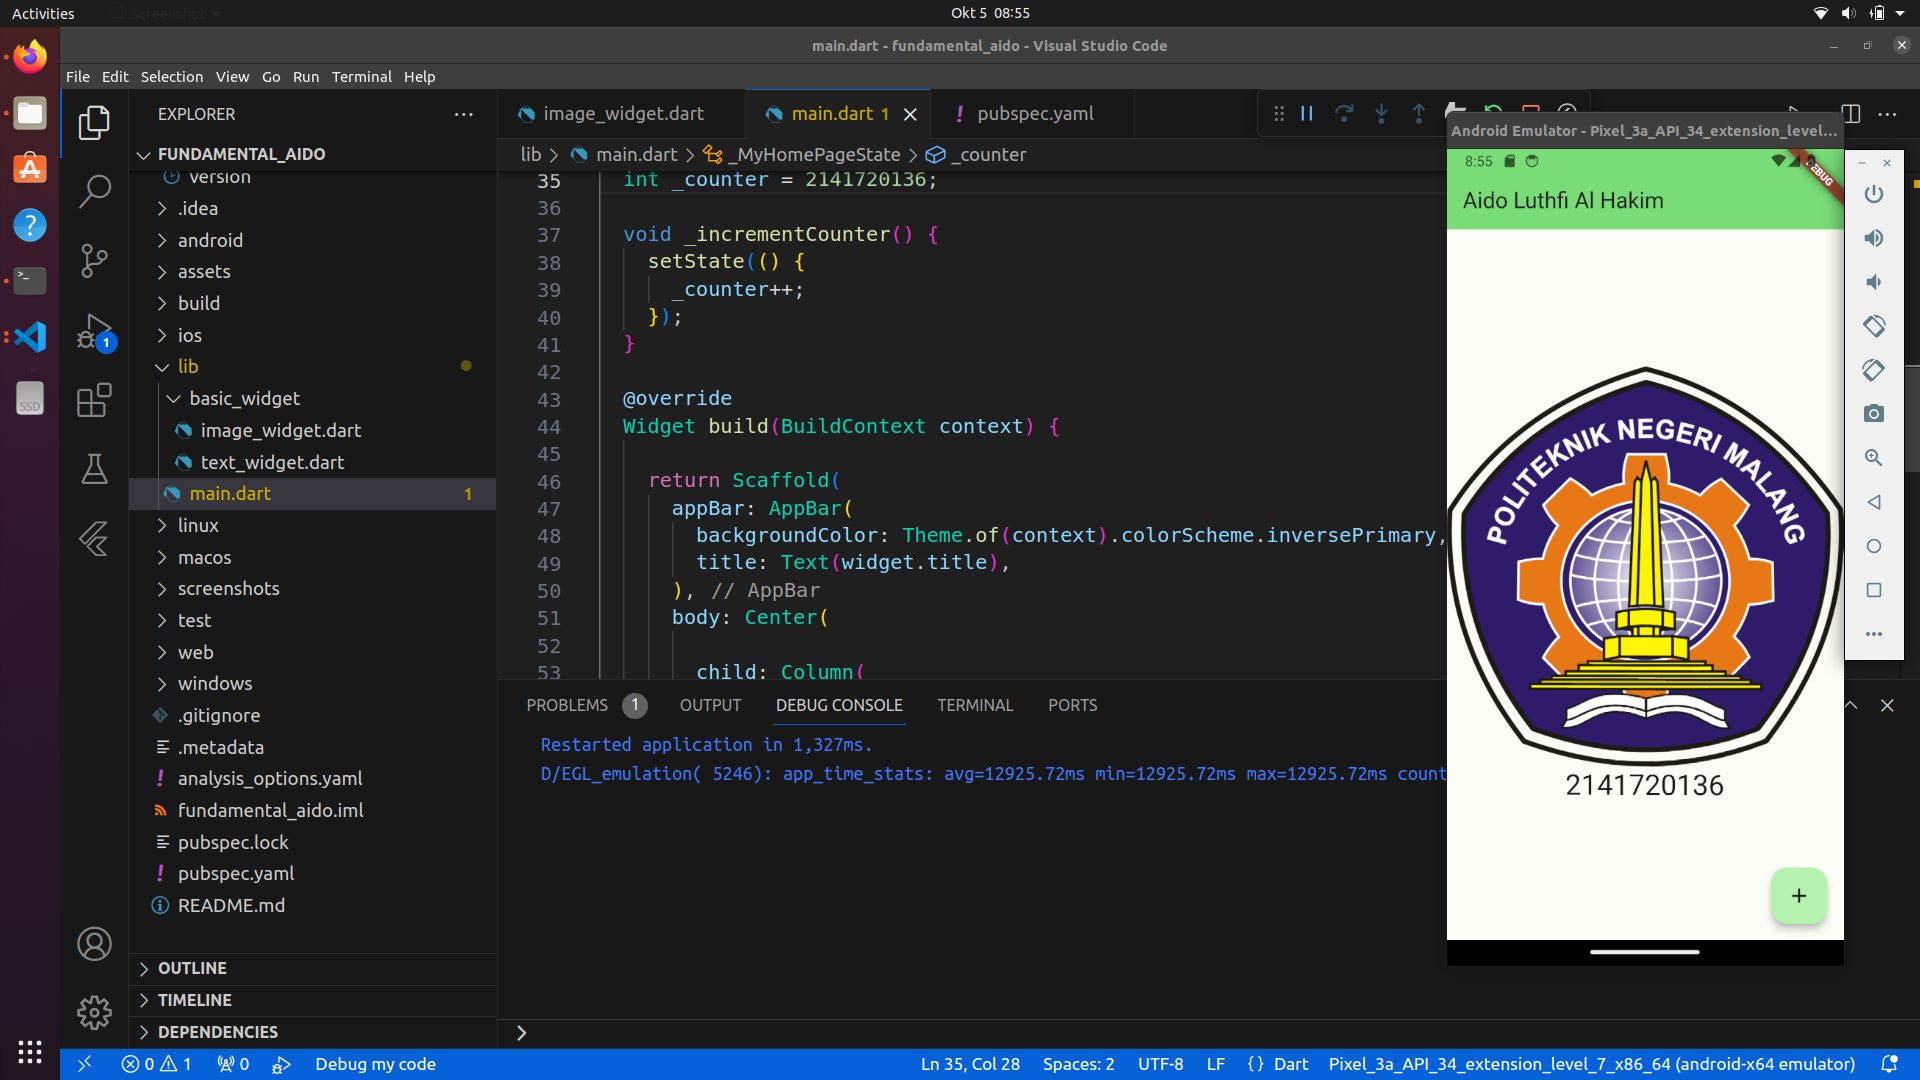 Activities
Screenshot
Okt 5 08:55
main.dart - fundamental_aido - Visual Studio Code
File Edit Selection View Go Run Terminal Help
EXPLORER
FUNDAMENTAL_AIDO
version
.idea
android
assets
build
ios
lib
basic_widget
image_widget.dart
text_widget.dart
main.dart 1
linux
macos
screenshots
test
web
windows
.gitignore
.metadata
analysis_options.yaml
fundamental_aido.iml
pubspec.lock
pubspec.yaml
README.md
OUTLINE
TIMELINE
DEPENDENCIES
1
SSD
image_widget.dart main.dart 1 pubspec.yaml
lib > main.dart > _MyHomePageState > _counter
35 int _counter = 2141720136;
36
37 void _incrementCounter() {
38 setState(() {
39 _counter++;
40 });
41 }
42
43 @override
44 Widget build(BuildContext context) {
45
46 return Scaffold(
47 appBar: AppBar(
48 backgroundColor: Theme.of(context).colorScheme.inversePrimary,
49 title: Text(widget.title),
50 ), // AppBar
51 body: Center(
52
53 child: Column(
PROBLEMS 1 OUTPUT DEBUG CONSOLE TERMINAL PORTS
Restarted application in 1,327ms.
D/EGL_emulation( 5246): app_time_stats: avg=12925.72ms min=12925.72ms max=12925.72ms count
Android Emulator - Pixel_3a_API_34_extension_level...
8:55
DEBUG
Aido Luthfi Al Hakim
POLITEKNIK NEGERI MALANG
2141720136
+
0 1 0 Debug my code Ln 35, Col 28 Spaces: 2 UTF-8 LF {} Dart Pixel_3a_API_34_extension_level_7_x86_64 (android-x64 emulator)